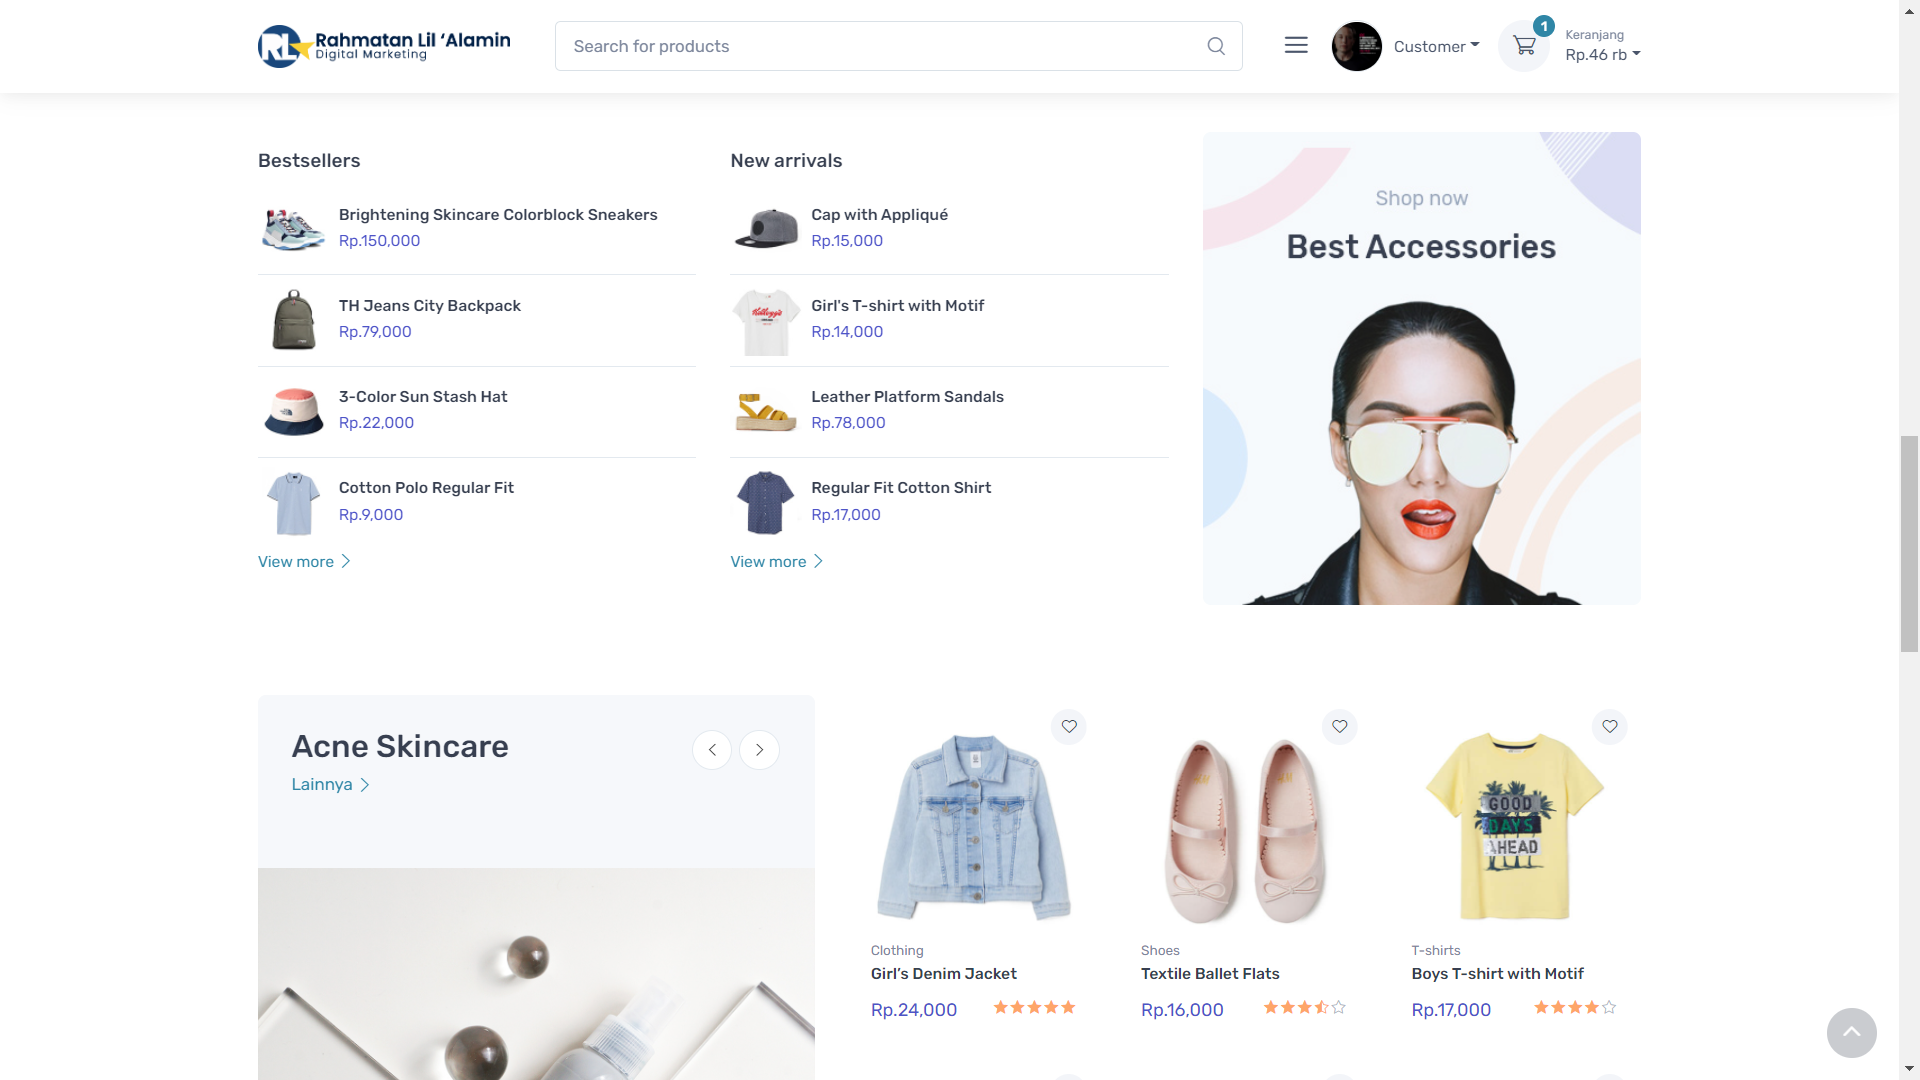 Rahmatan Lil ‘Alamin
Digital Marketing
Search for products
Customer
1
Keranjang
Rp.46 rb
Bestsellers
Brightening Skincare Colorblock Sneakers
Rp.150,000
TH Jeans City Backpack
Rp.79,000
3-Color Sun Stash Hat
Rp.22,000
Cotton Polo Regular Fit
Rp.9,000
View more
New arrivals
Cap with Appliqué
Rp.15,000
Girl's T-shirt with Motif
Rp.14,000
Leather Platform Sandals
Rp.78,000
Regular Fit Cotton Shirt
Rp.17,000
View more
Shop now
Best Accessories
Acne Skincare
Lainnya
Clothing
Girl’s Denim Jacket
Rp.24,000
Shoes
Textile Ballet Flats
Rp.16,000
GOOD
DAYS
AHEAD
T-shirts
Boys T-shirt with Motif
Rp.17,000